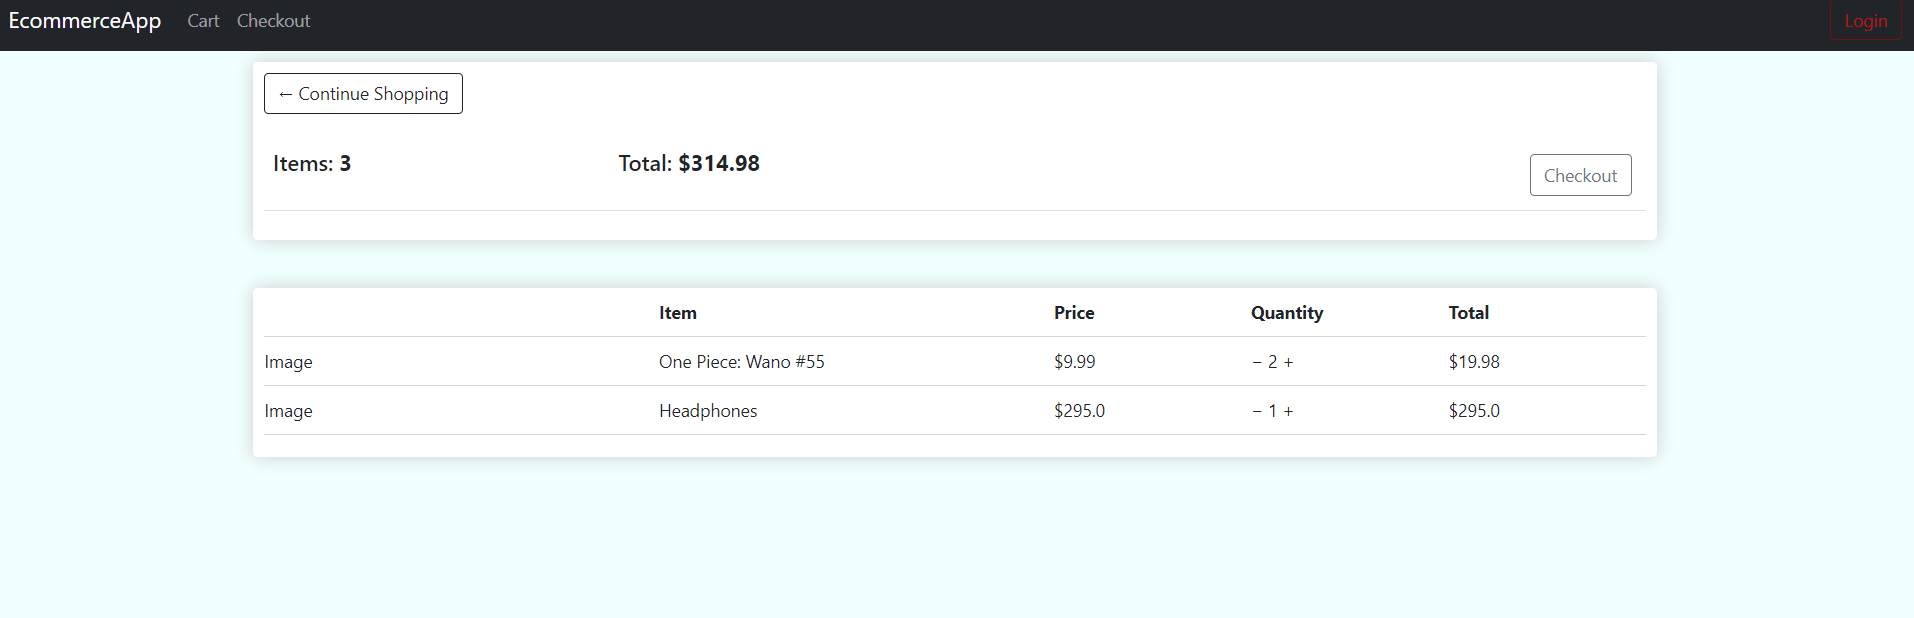 EcommerceApp Cart Checkout Login
← Continue Shopping
Items: 3 Total: $314.98
Checkout
Item Price Quantity Total
Image One Piece: Wano #55 $9.99 − 2 + $19.98
Image Headphones $295.0 − 1 + $295.0